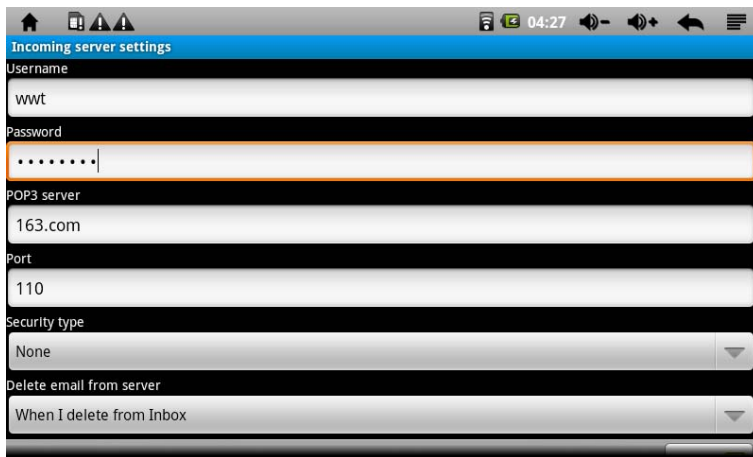 04:27
Incoming server settings
Username
wwt
Password
········
POP3 server
163.com
Port
110
Security type
None
Delete email from server
When I delete from Inbox